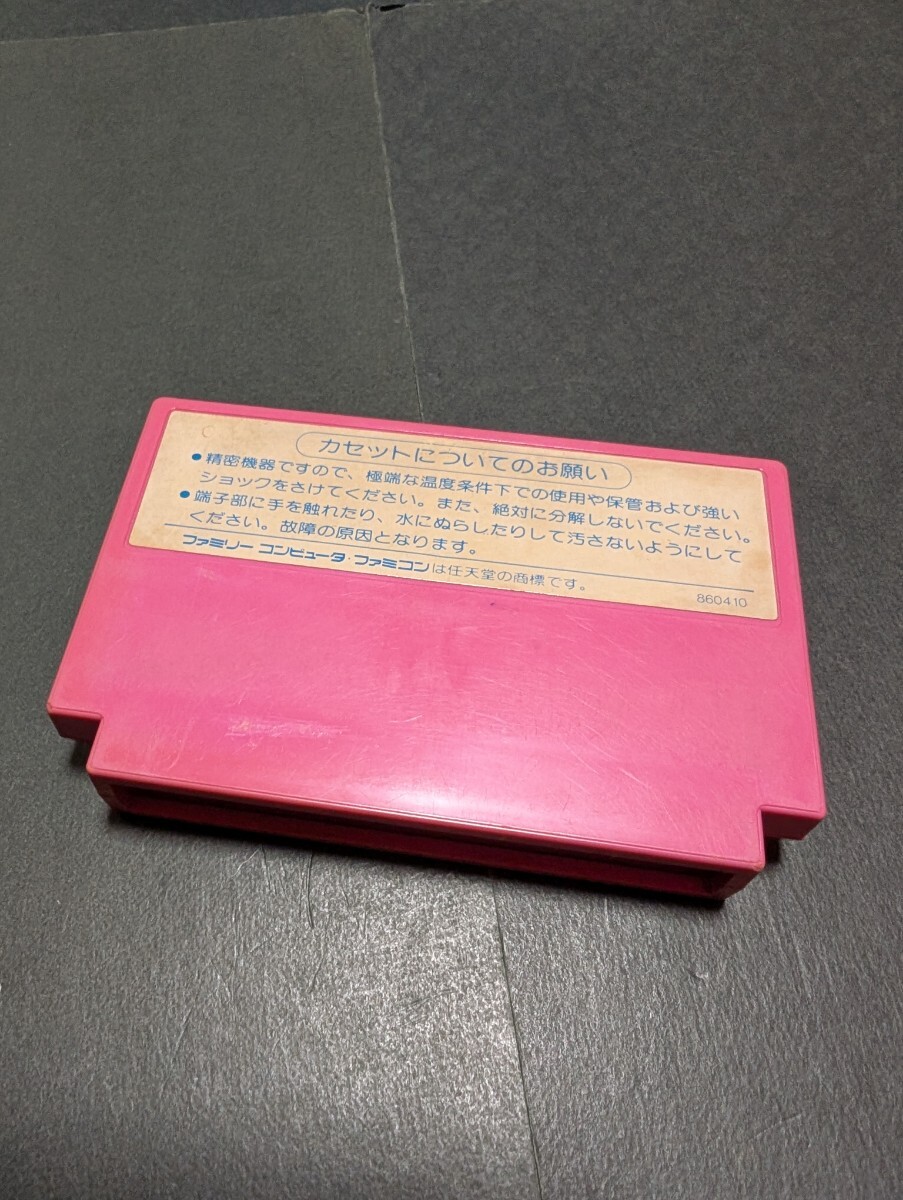 カセットについてのお願い
●精密機器ですので、極端な温度条件下での使用や保管および強い
ショックをさけてください。また、絶対に分解しないでください。
●端子部に手を触れたり、水にぬらしたりして汚さないようにして
ください。故障の原因となります。
ファミリー コンピュータ・ファミコンは任天堂の商標です。
860410